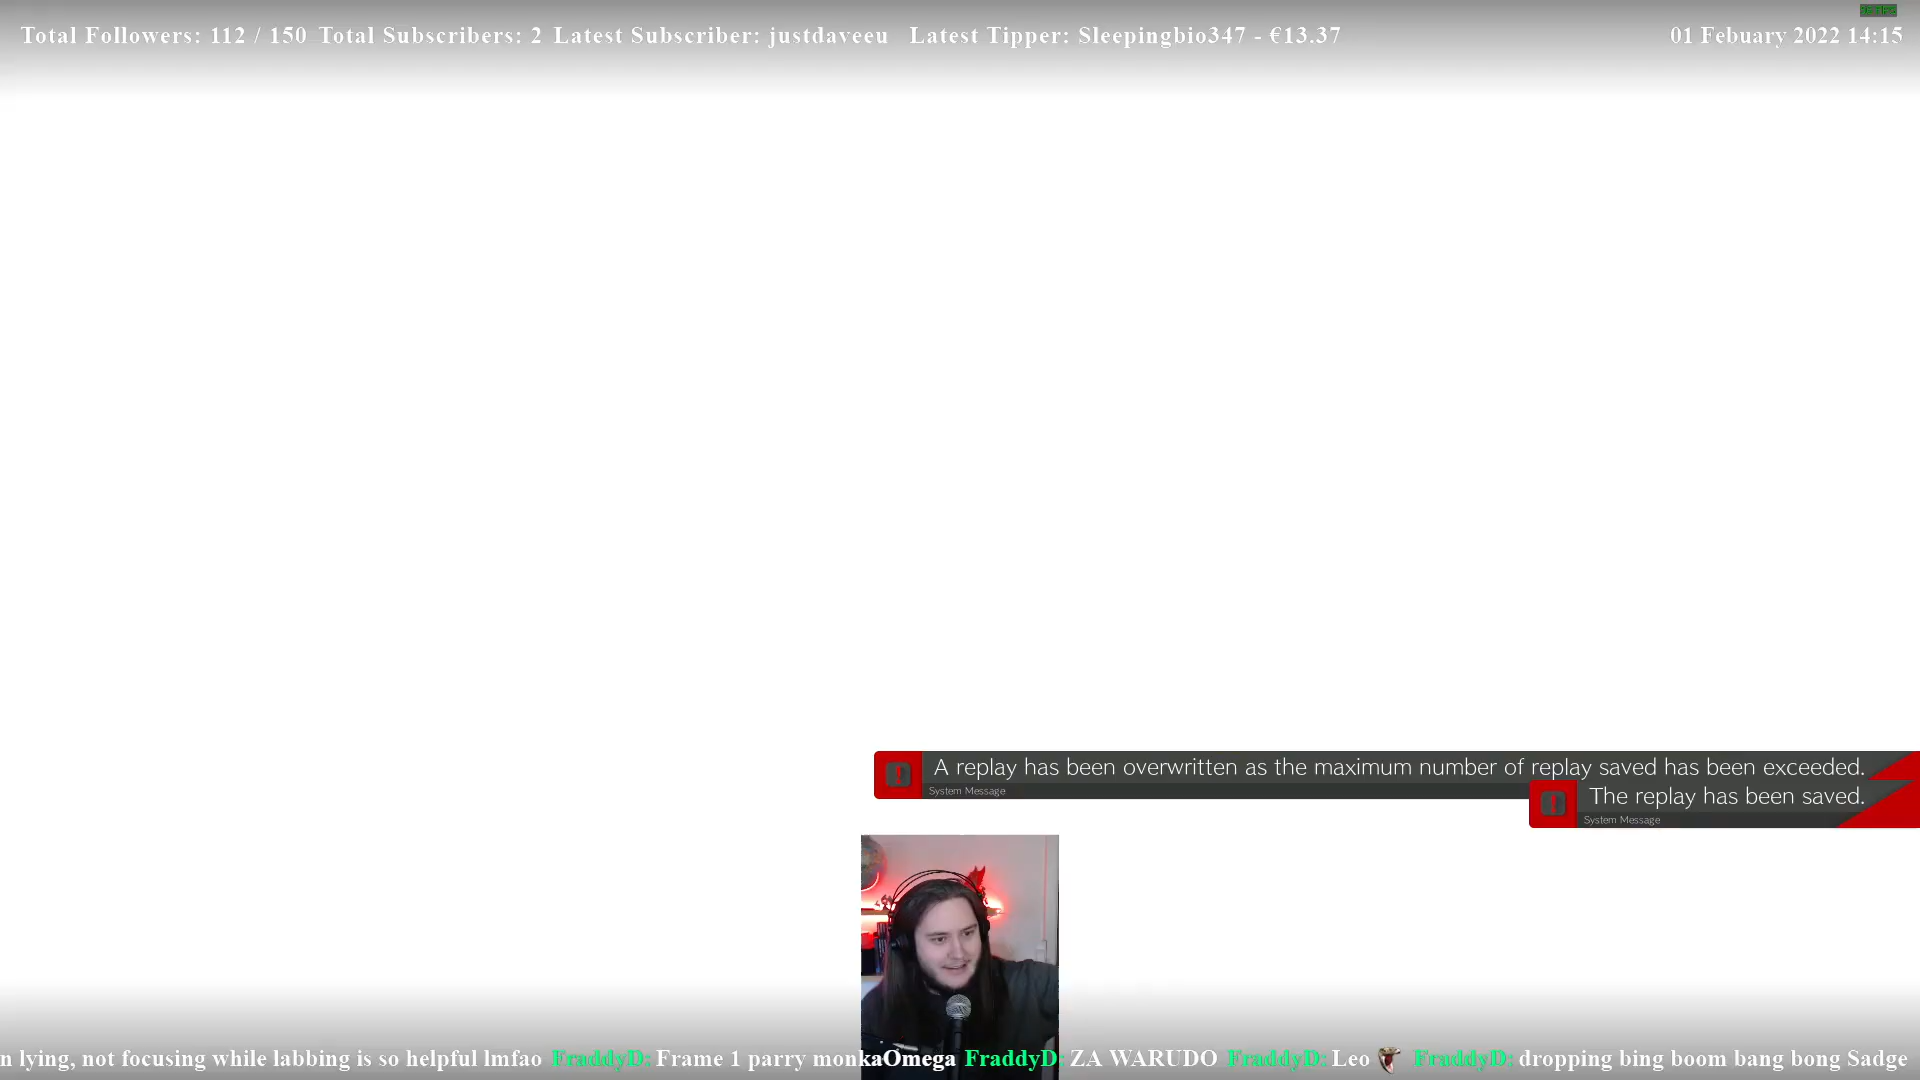 Total Followers: 112 / 150 Total Subscribers: 2 Latest Subscriber: justdaveeu Latest Tipper: Sleepingbio347 - €13.37
01 Febuary 2022 14:15
A replay has been overwritten as the maximum number of replay saved has been exceeded.
System Message
The replay has been saved.
System Message
n lying, not focusing while labbing is so helpful lmfao FraddyD: Frame 1 parry monkaOmega FraddyD: ZA WARUDO FraddyD: Leo FraddyD: dropping bing boom bang bong Sadge